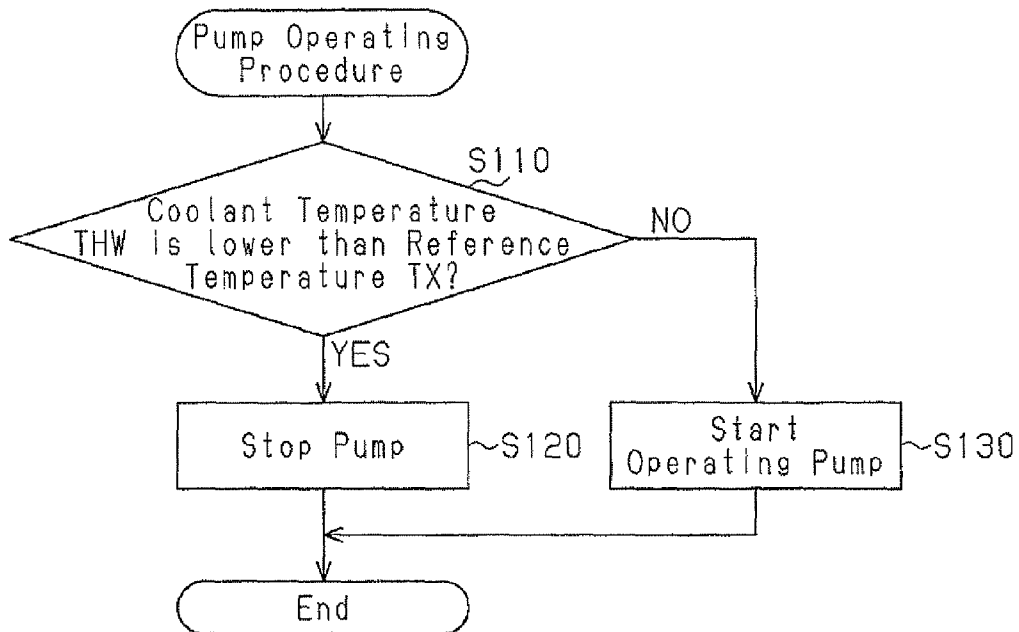 Pump Operating
Procedure
S110
Coolant Temperature
THW is lower than Reference
Temperature TX?
NO
YES
Stop Pump
S120
Start
Operating Pump
S130
End